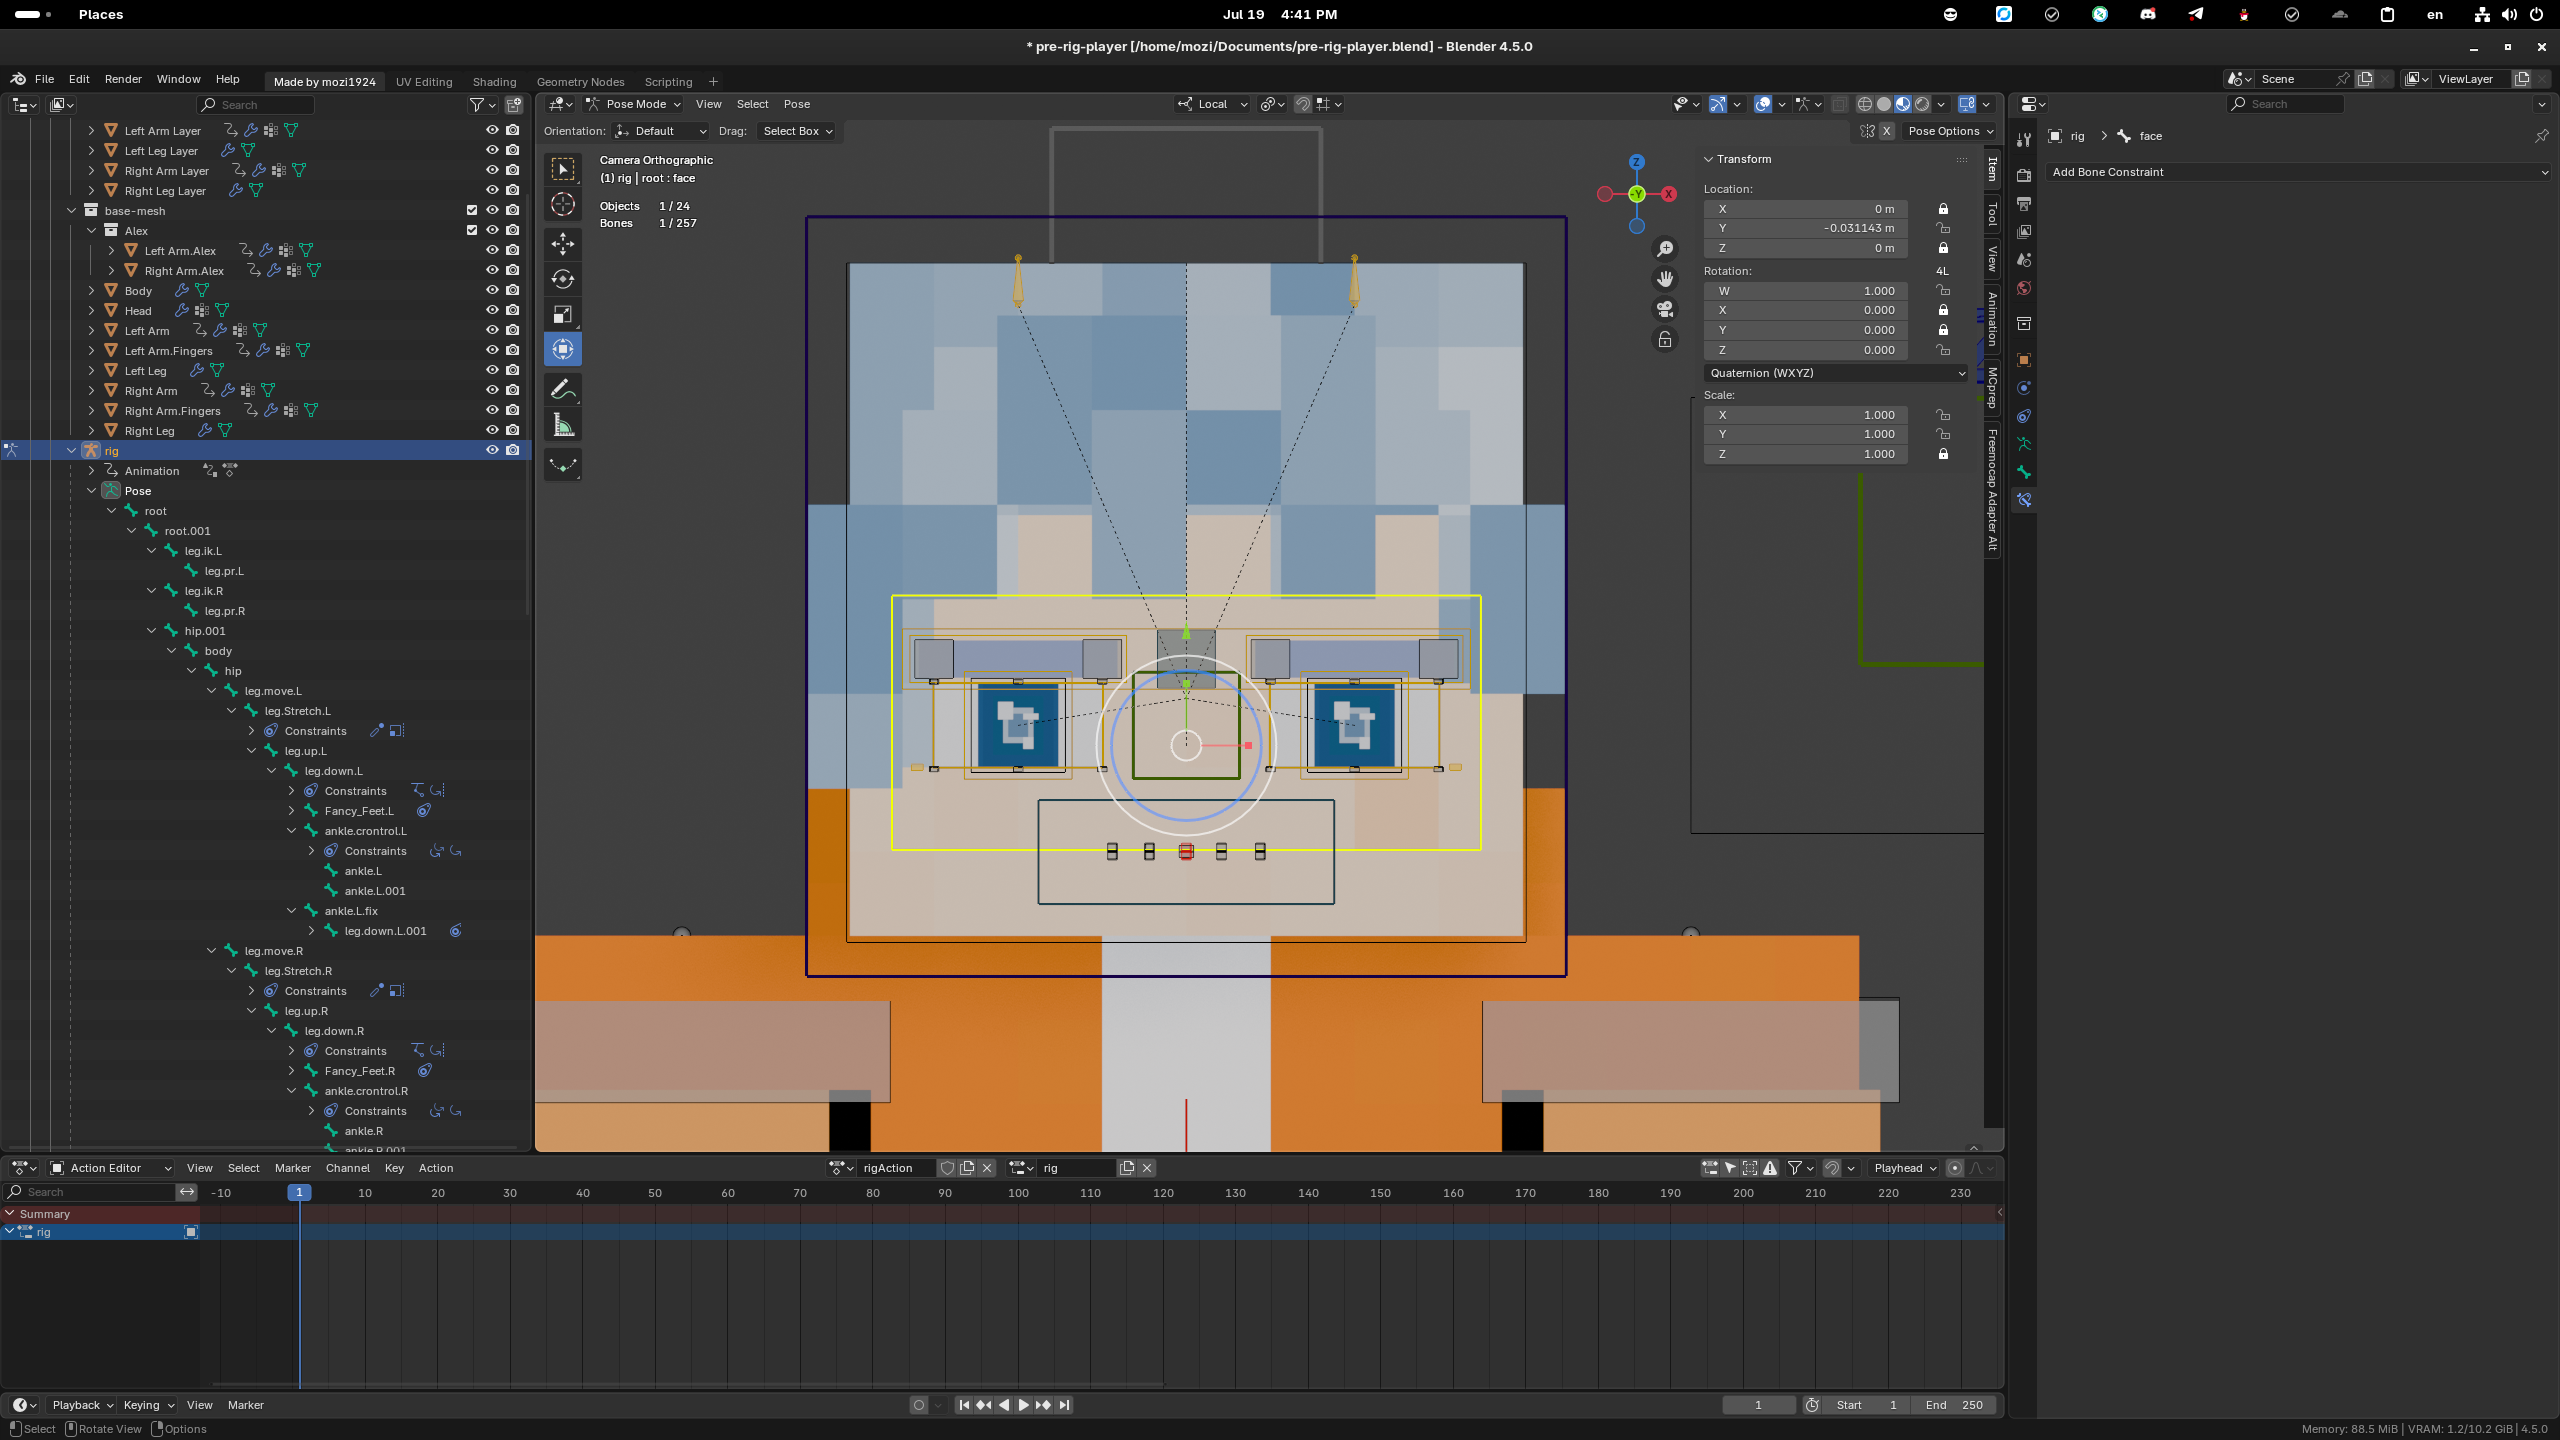 Places
Jul 19 4:41 PM
en
* pre-rig-player [/home/mozi/Documents/pre-rig-player.blend] - Blender 4.5.0
File Edit Render Window Help
Made by mozi1924 UV Editing Shading Geometry Nodes Scripting +
Scene
ViewLayer
Search
Pose Mode View Select Pose
Local
Search
Orientation: Default Drag: Select Box
X Pose Options
Left Arm Layer
Left Leg Layer
Right Arm Layer
Right Leg Layer
base-mesh
Alex
Left Arm.Alex
Right Arm.Alex
Body
Head
Left Arm
Left Arm.Fingers
Left Leg
Right Arm
Right Arm.Fingers
Right Leg
rig
Animation
Pose
root
root.001
leg.ik.L
leg.pr.L
leg.ik.R
leg.pr.R
hip.001
body
hip
leg.move.L
leg.Stretch.L
Constraints
leg.up.L
leg.down.L
Constraints
Fancy_Feet.L
ankle.crontrol.L
Constraints
ankle.L
ankle.L.001
ankle.L.fix
leg.down.L.001
leg.move.R
leg.Stretch.R
Constraints
leg.up.R
leg.down.R
Constraints
Fancy_Feet.R
ankle.crontrol.R
Constraints
ankle.R
ankle.R.001
Camera Orthographic
(1) rig | root : face
Objects 1 / 24
Bones 1 / 257
Z
-Y
X
Transform
Location:
X 0 m
Y -0.031143 m
Z 0 m
Rotation: 4L
W 1.000
X 0.000
Y 0.000
Z 0.000
Quaternion (WXYZ)
Scale:
X 1.000
Y 1.000
Z 1.000
Item
Tool
View
Animation
MCprep
Freemocap Adapter Alt
rig face
Add Bone Constraint
Action Editor View Select Marker Channel Key Action
rigAction
rig
Playhead
Search
-10 1 10 20 30 40 50 60 70 80 90 100 110 120 130 140 150 160 170 180 190 200 210 220 230
Summary
rig
Playback Keying View Marker
1
Start 1 End 250
Select Rotate View Options
Memory: 88.5 MiB | VRAM: 1.2/10.2 GiB | 4.5.0